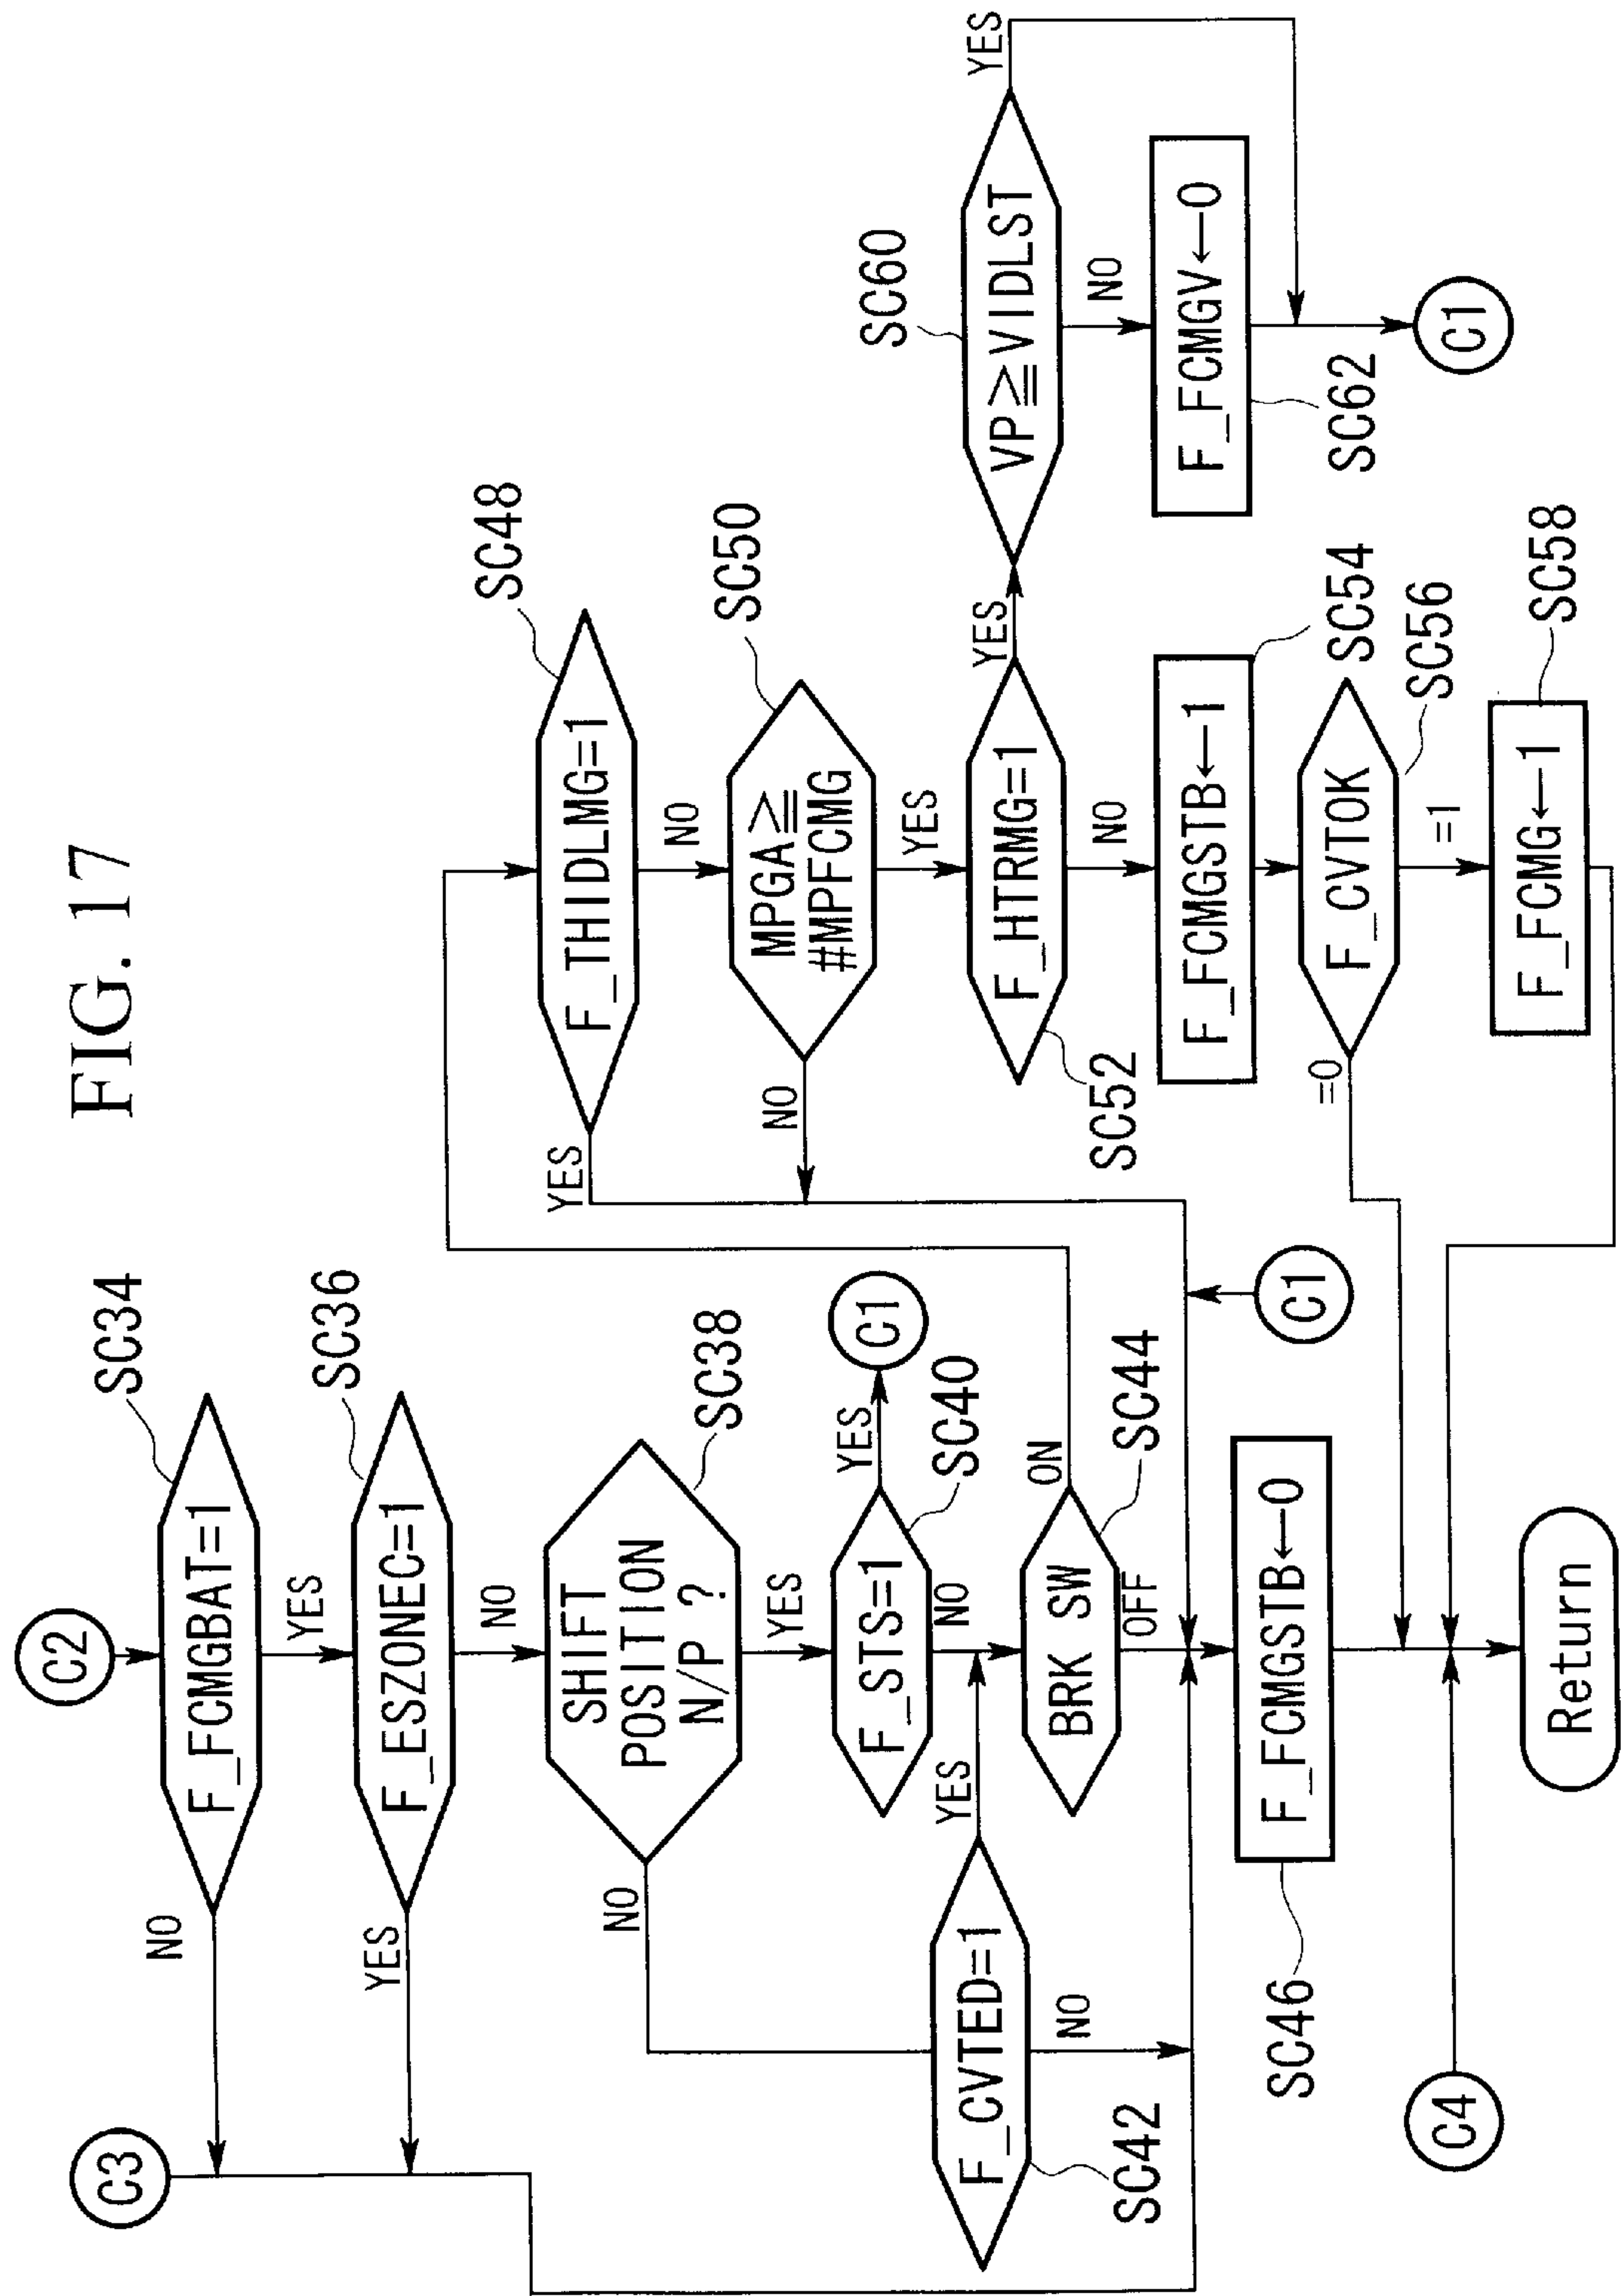 FIG.17
C2
C3
SC34
F_FCMGBAT=1
NO
YES
SC36
F_ESZONEC=1
YES
NO
SC38
SHIFT
POSITION
N/P ?
NO
YES
F_STS=1
YES
C1
SC40
NO
F_CVTED=1
YES
NO
SC42
BRK SW
ON
OFF
SC44
C1
F_FCMGSTB←0
SC46
C4
Return
SC48
F_THIDLMG=1
YES
NO
SC50
MPGA≧
#MPFCMG
NO
YES
F_HTRMG=1
YES
NO
SC52
F_FCMGSTB←1
SC54
F_CVTOK
=0
=1
SC56
F_FCMG←1
SC58
SC60
VP≧VIDLST
YES
NO
F_FCMGV←0
SC62
C1